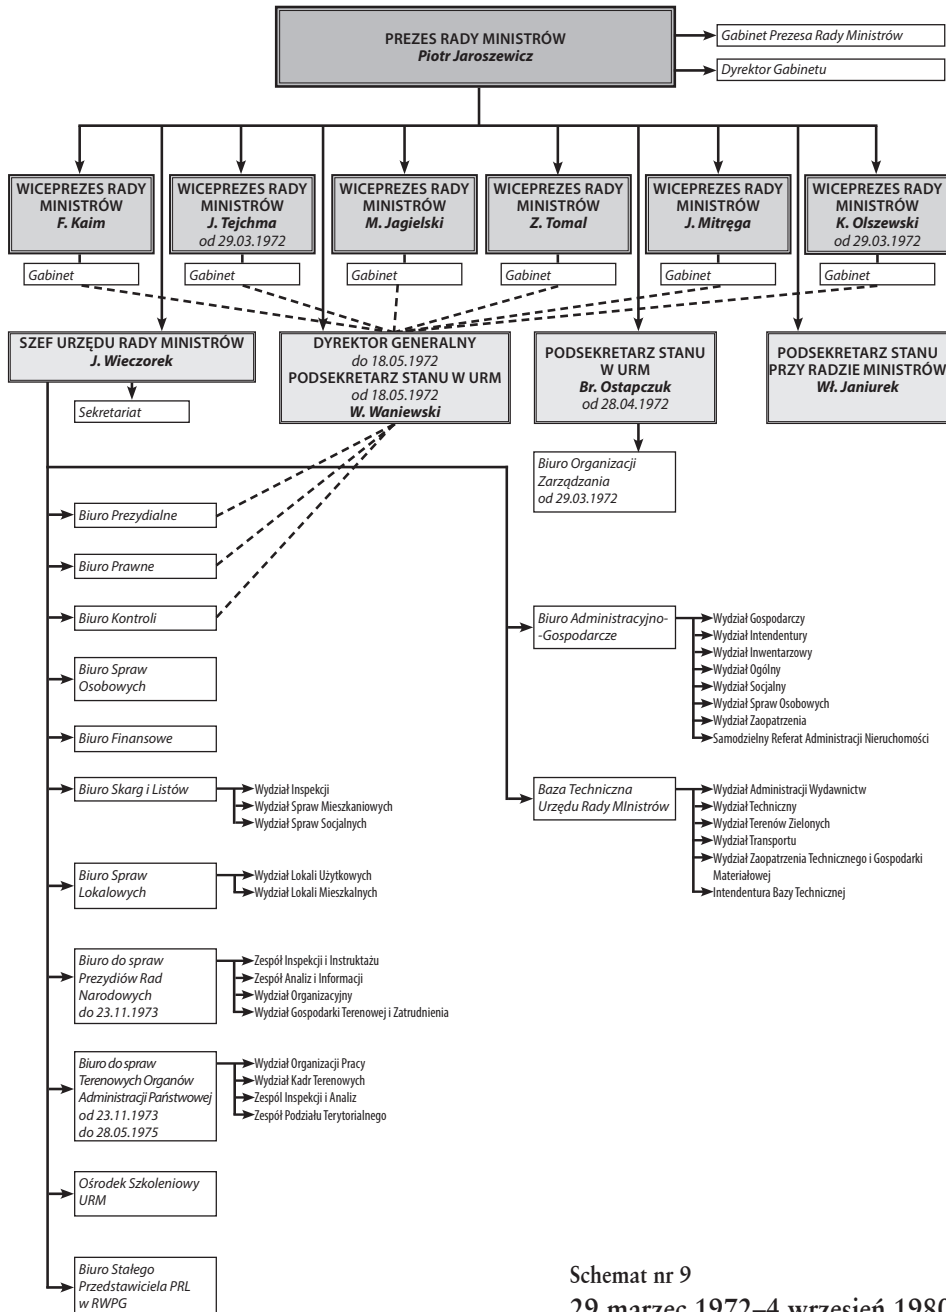 PREZES RADY MINISTRÓW
Piotr Jaroszewicz
Gabinet Prezesa Rady Ministrów
Dyrektor Gabinetu
WICEPREZES RADY
MINISTRÓW
F. Kaim
WICEPREZES RADY
MINISTRÓW
J. Tejchma
od 29.03.1972
WICEPREZES RADY
MINISTRÓW
M. Jagielski
WICEPREZES RADY
MINISTRÓW
Z. Tomal
WICEPREZES RADY
MINISTRÓW
J. Mitręga
WICEPREZES RADY
MINISTRÓW
K. Olszewski
od 29.03.1972
Gabinet
Gabinet
Gabinet
Gabinet
Gabinet
Gabinet
SZEF URZĘDU RADY MINISTRÓW
J. Wieczorek
Sekretariat
DYREKTOR GENERALNY
do 18.05.1972
PODSEKRETARZ STANU W URM
od 18.05.1972
W. Waniewski
PODSEKRETARZ STANU
W URM
Br. Ostapczuk
od 28.04.1972
PODSEKRETARZ STANU
PRZY RADZIE MINISTRÓW
Wł. Janiurek
Biuro Organizacji
Zarządzania
od 29.03.1972
Biuro Prezydialne
Biuro Prawne
Biuro Kontroli
Biuro Spraw
Osobowych
Biuro Finansowe
Biuro Skarg i Listów
Wydział Inspekcji
Wydział Spraw Mieszkaniowych
Wydział Spraw Socjalnych
Biuro Spraw
Lokalowych
Wydział Lokali Użytkowych
Wydział Lokali Mieszkalnych
Biuro do spraw
Prezydiów Rad
Narodowych
do 23.11.1973
Zespół Inspekcji i Instruktażu
Zespół Analiz i Informacji
Wydział Organizacyjny
Wydział Gospodarki Terenowej i Zatrudnienia
Biuro do spraw
Terenowych Organów
Administracji Państwowej
od 23.11.1973
do 28.05.1975
Wydział Organizacji Pracy
Wydział Kadr Terenowych
Zespól Inspekcji i Analiz
Zespół Podziału Terytorialnego
Ośrodek Szkoleniowy
URM
Biuro Stałego
Przedstawiciela PRL
w RWPG
Biuro Administracyjno-
-Gospodarcze
Wydział Gospodarczy
Wydział Intendentury
Wydział Inwentarzowy
Wydział Ogólny
Wydział Socjalny
Wydział Spraw Osobowych
Wydział Zaopatrzenia
Samodzielny Referat Administracji Nieruchomości
Baza Techniczna
Urzędu Rady MInistrów
Wydział Administracji Wydawnictw
Wydział Techniczny
Wydział Terenów Zielonych
Wydział Transportu
Wydział Zaopatrzenia Technicznego i Gospodarki
Materiałowej
Intendentura Bazy Technicznej
Schemat nr 9
29 marzec 1972–4 wrzesień 1980